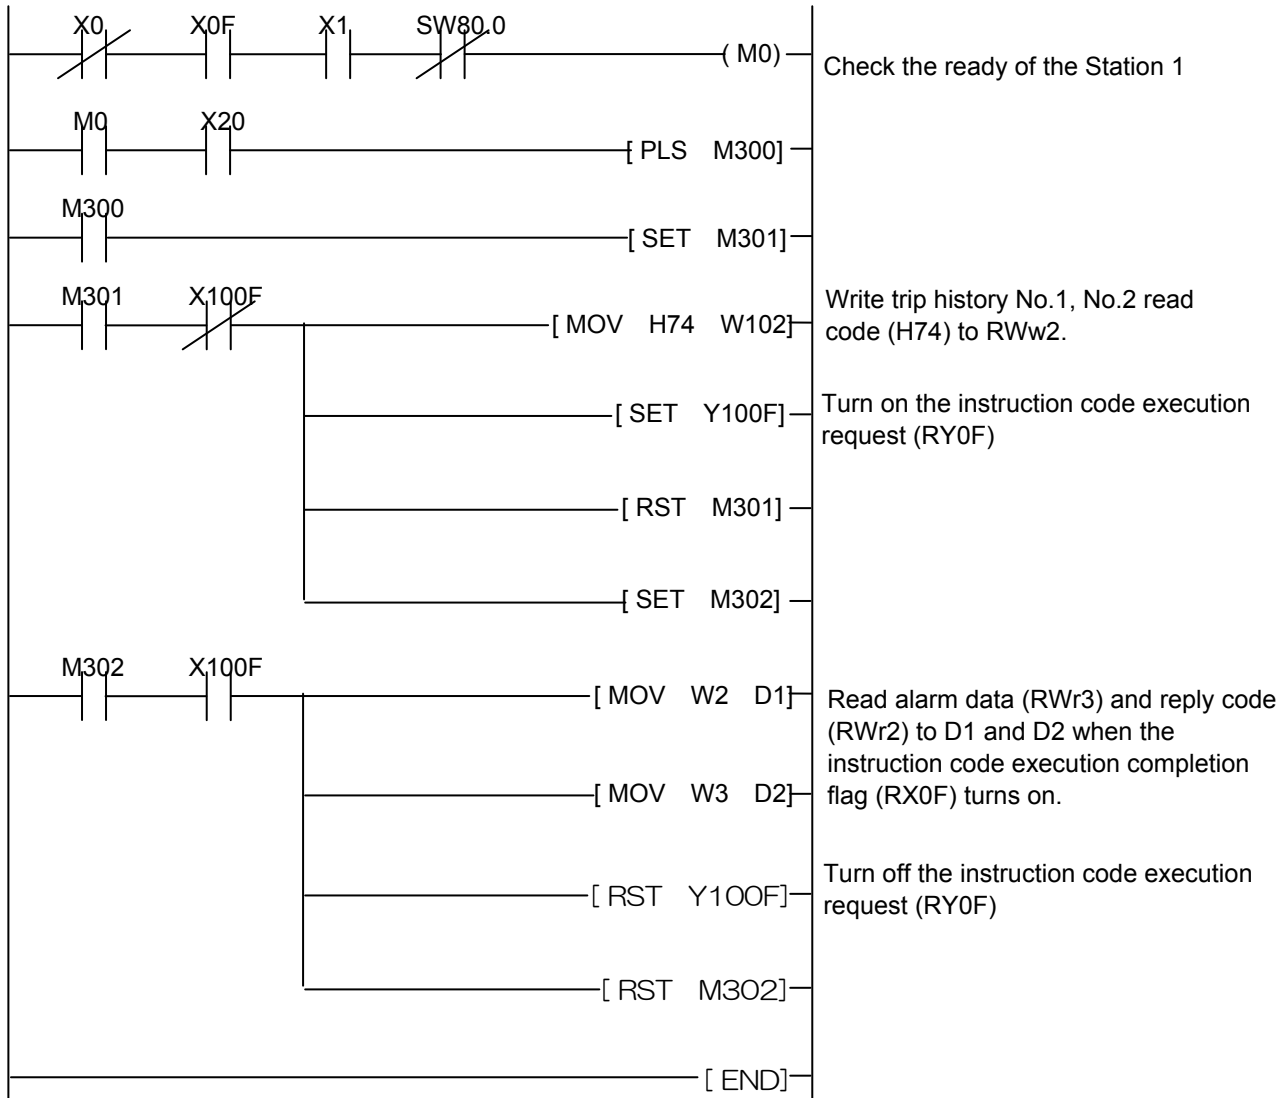 X0 X0F X1 SW80.0
( M0)
Check the ready of the Station 1
M0 X20
[ PLS M300]
M300
[ SET M301]
M301 X100F
[ MOV H74 W102]
Write trip history No.1, No.2 read
code (H74) to RWw2.
[ SET Y100F]
Turn on the instruction code execution
request (RY0F)
[ RST M301]
[ SET M302]
M302 X100F
[ MOV W2 D1]
Read alarm data (RWr3) and reply code
(RWr2) to D1 and D2 when the
instruction code execution completion
flag (RX0F) turns on.
[ MOV W3 D2]
[ RST Y100F]
Turn off the instruction code execution
request (RY0F)
[ RST M302]
[ END]